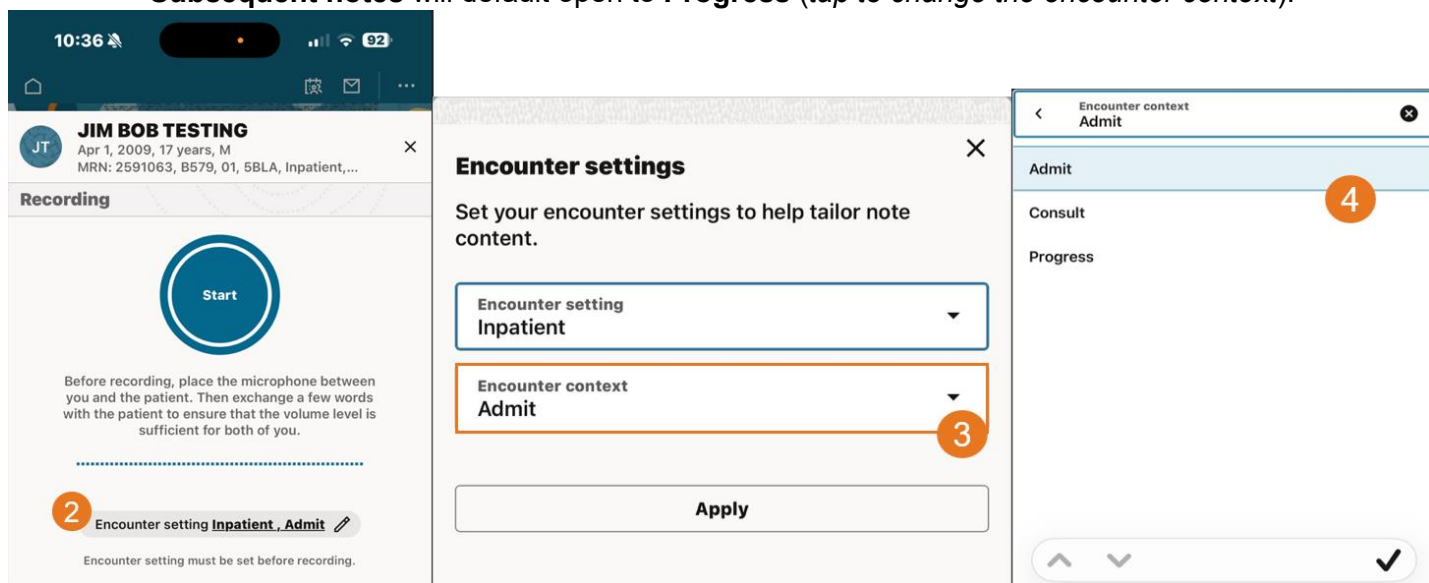 Subsequent notes will default open to Progress (tap to change the encounter context).
10:36
92
JT
JIM BOB TESTING
Apr 1, 2009, 17 years, M
MRN: 2591063, B579, 01, 5BLA, Inpatient,...
Recording
Start
Before recording, place the microphone between
you and the patient. Then exchange a few words
with the patient to ensure that the volume level is
sufficient for both of you.
2
Encounter setting Inpatient , Admit
Encounter setting must be set before recording.
Encounter settings
Set your encounter settings to help tailor note
content.
Encounter setting
Inpatient
Encounter context
Admit
3
Apply
Encounter context
Admit
Admit
4
Consult
Progress